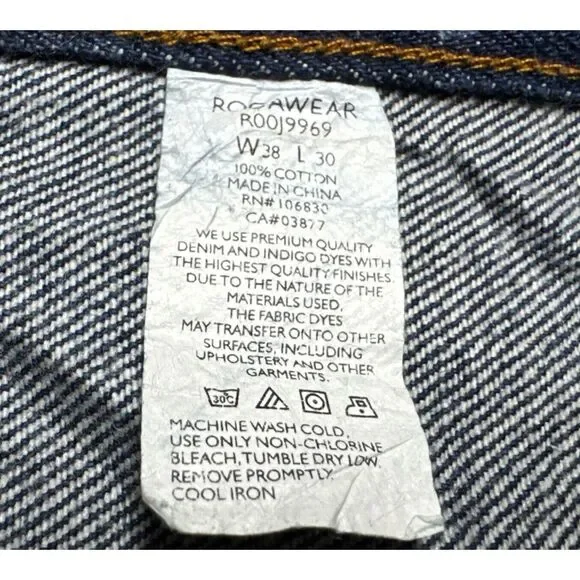 ROCAWEAR
R00J9969
W38 L 30
100% COTTON
MADE IN CHINA
RN# 106830
CA#03877
WE USE PREMIUM QUALITY
DENIM AND INDIGO DYES WITH
THE HIGHEST QUALITY FINISHES.
DUE TO THE NATURE OF THE
MATERIALS USED,
THE FABRIC DYES
MAY TRANSFER ONTO OTHER
SURFACES, INCLUDING
UPHOLSTERY AND OTHER
GARMENTS.
30C
MACHINE WASH COLD,
USE ONLY NON-CHLORINE
BLEACH, TUMBLE DRY LOW.
REMOVE PROMPTLY.
COOL IRON